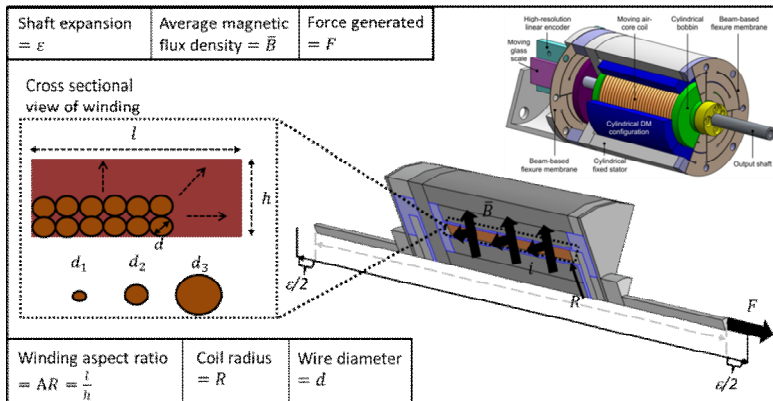 Shaft expansion
= ε
Average magnetic
flux density = B̅
Force generated
= F
High-resolution
linear encoder
Moving air-
core coil
Cylindrical
bobbin
Beam-based
flexure membrane
Moving
glass
scale
Cylindrical DM
configuration
Beam-based
flexure membrane
Cylindrical
fixed stator
Output shaft
Cross sectional
view of winding
l
h
d
d₁
d₂
d₃
B̅
i
R
F
ε/2
ε/2
Winding aspect ratio
= AR = l/h
Coil radius
= R
Wire diameter
= d